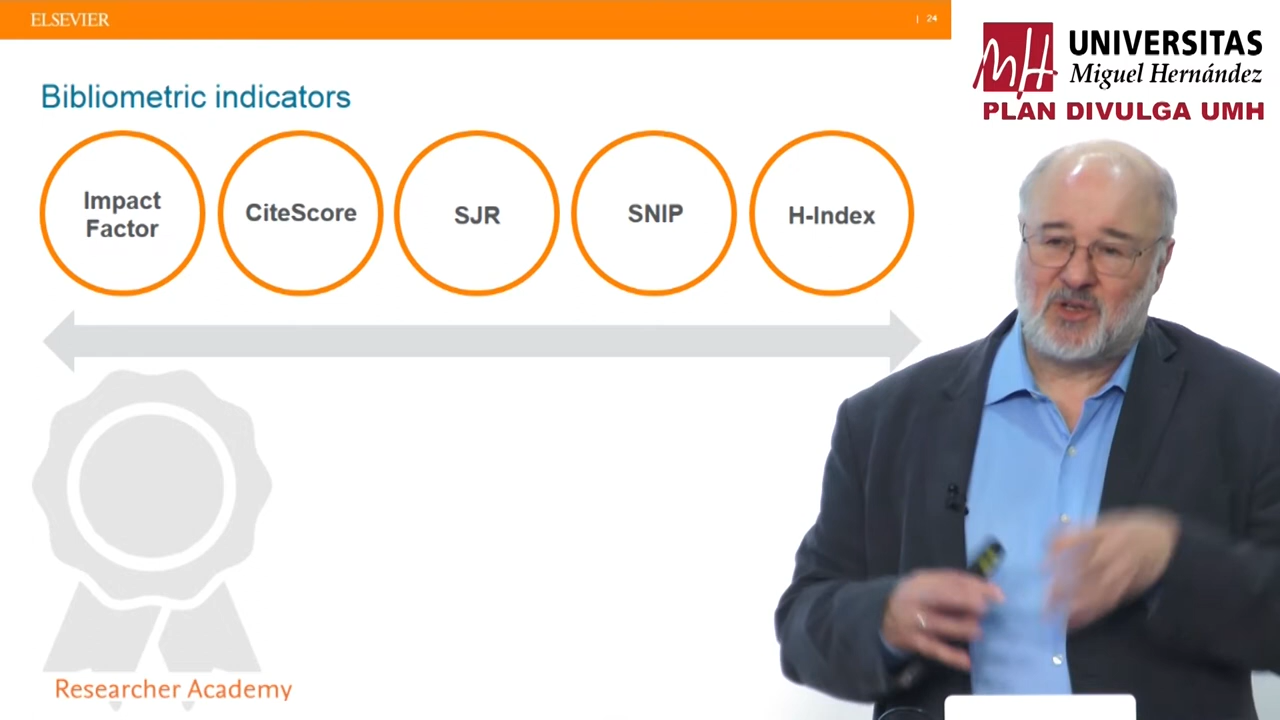 ELSEVIER
| 24
UNIVERSITAS
Miguel Hernández
PLAN DIVULGA UMH
Bibliometric indicators
Impact
Factor
CiteScore
SJR
SNIP
H-Index
Researcher Academy